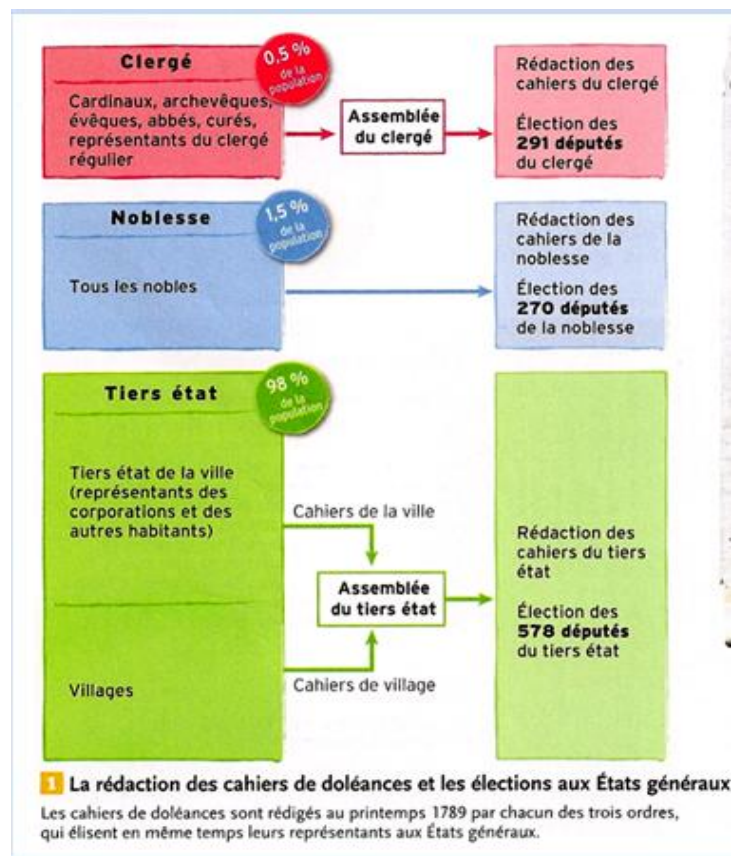 Clergé
0,5 %
de la
population
Cardinaux, archevêques,
évêques, abbés, curés,
représentants du clergé
régulier
Assemblée
du clergé
Rédaction des
cahiers du clergé
Élection des
291 députés
du clergé
Noblesse
1,5 %
de la
population
Tous les nobles
Rédaction des
cahiers de la
noblesse
Élection des
270 députés
de la noblesse
Tiers état
98 %
de la
population
Tiers état de la ville
(représentants des
corporations et des
autres habitants)
Cahiers de la ville
Assemblée
du tiers état
Villages
Cahiers de village
Rédaction des
cahiers du tiers
état
Élection des
578 députés
du tiers état
1 La rédaction des cahiers de doléances et les élections aux États généraux
Les cahiers de doléances sont rédigés au printemps 1789 par chacun des trois ordres,
qui élisent en même temps leurs représentants aux États généraux.